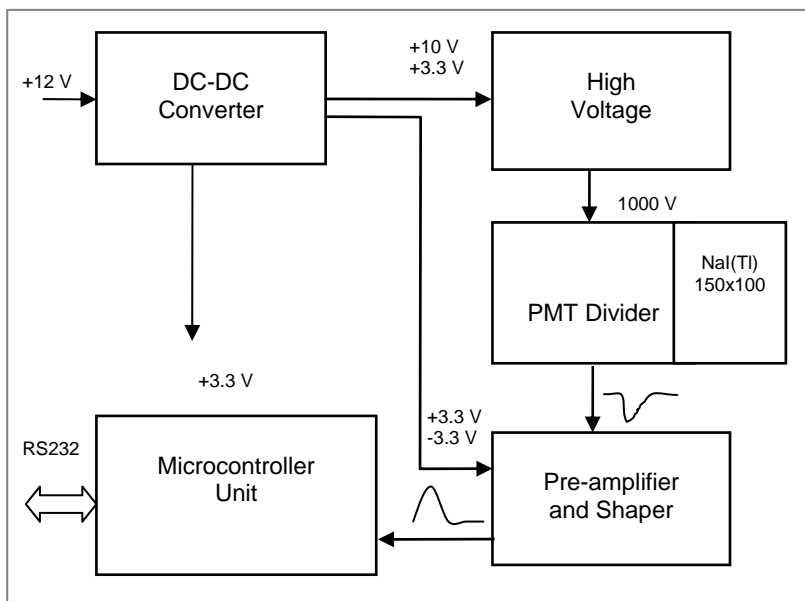 +12 V
DC-DC
Converter
+10 V
+3.3 V
High
Voltage
1000 V
PMT Divider
NaI(Tl)
150x100
+3.3 V
+3.3 V
-3.3 V
RS232
Microcontroller
Unit
Pre-amplifier
and Shaper